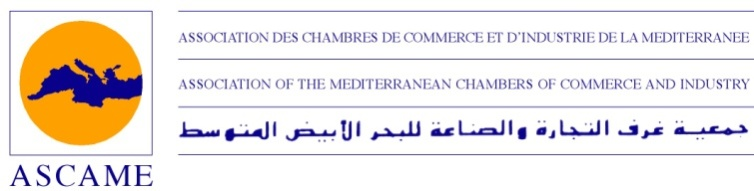 ASSOCIATION DES CHAMBRES DE COMMERCE ET D'INDUSTRIE DE LA MEDITERRANEE
ASSOCIATION OF THE MEDITERRANEAN CHAMBERS OF COMMERCE AND INDUSTRY
جمعية غرف التجارة والصناعة للبحر الأبيض المتوسط
ASCAME